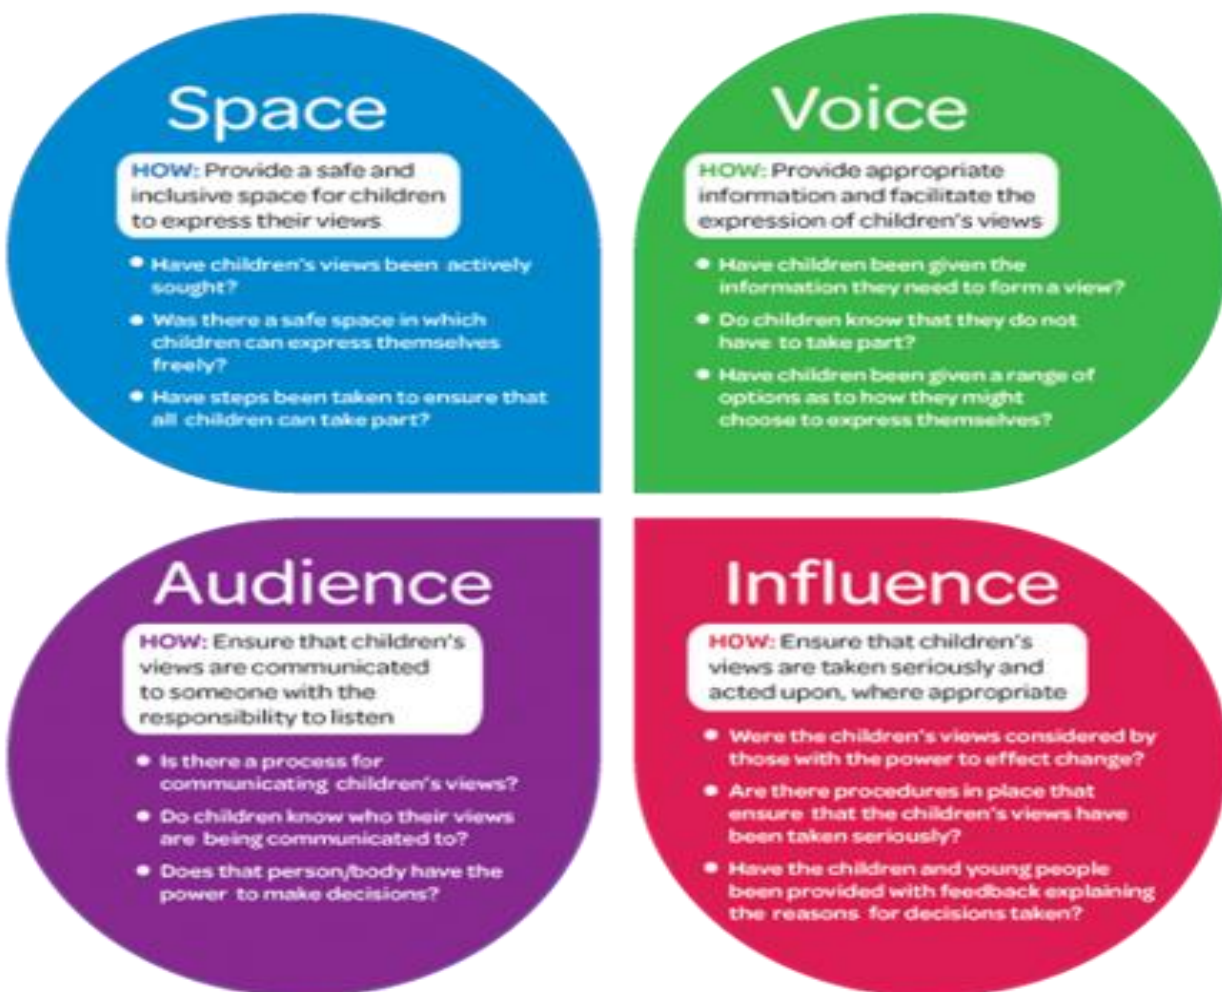 Space
HOW: Provide a safe and
inclusive space for children
to express their views
• Have children's views been actively
sought?
• Was there a safe space in which
children can express themselves
freely?
• Have steps been taken to ensure that
all children can take part?
Voice
HOW: Provide appropriate
information and facilitate the
expression of children's views
• Have children been given the
information they need to form a view?
• Do children know that they do not
have to take part?
• Have children been given a range of
options as to how they might
choose to express themselves?
Audience
HOW: Ensure that children's
views are communicated
to someone with the
responsibility to listen
• Is there a process for
communicating children's views?
• Do children know who their views
are being communicated to?
• Does that person/body have the
power to make decisions?
Influence
HOW: Ensure that children's
views are taken seriously and
acted upon, where appropriate
• Were the children's views considered by
those with the power to effect change?
• Are there procedures in place that
ensure that the children's views have
been taken seriously?
• Have the children and young people
been provided with feedback explaining
the reasons for decisions taken?